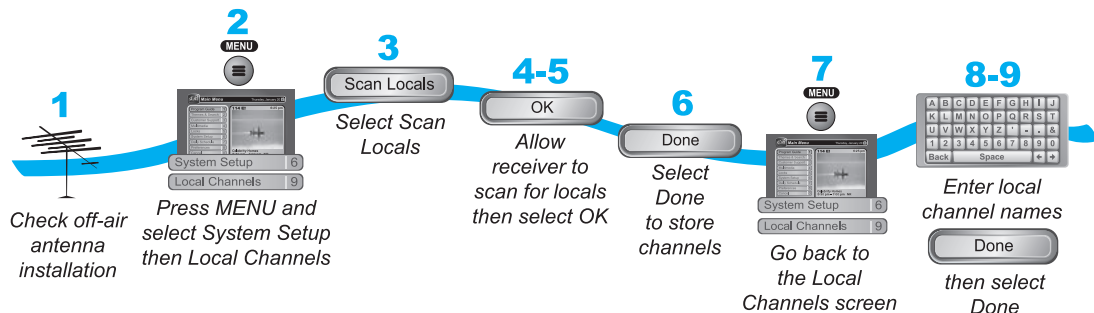 1
Check off-air
antenna
installation
2
MENU
Main Menu
System Setup 6
Local Channels 9
Press MENU and
select System Setup
then Local Channels
3
Scan Locals
Select Scan
Locals
4-5
OK
Allow
receiver to
scan for locals
then select OK
6
Done
Select
Done
to store
channels
7
MENU
Main Menu
System Setup 6
Local Channels 9
Go back to
the Local
Channels screen
8-9
A B C D E F G H I J
K L M N O P Q R S T
U V W X Y Z ' - . &
1 2 3 4 5 6 7 8 9 0
Back Space ← →
Enter local
channel names
Done
then select
Done